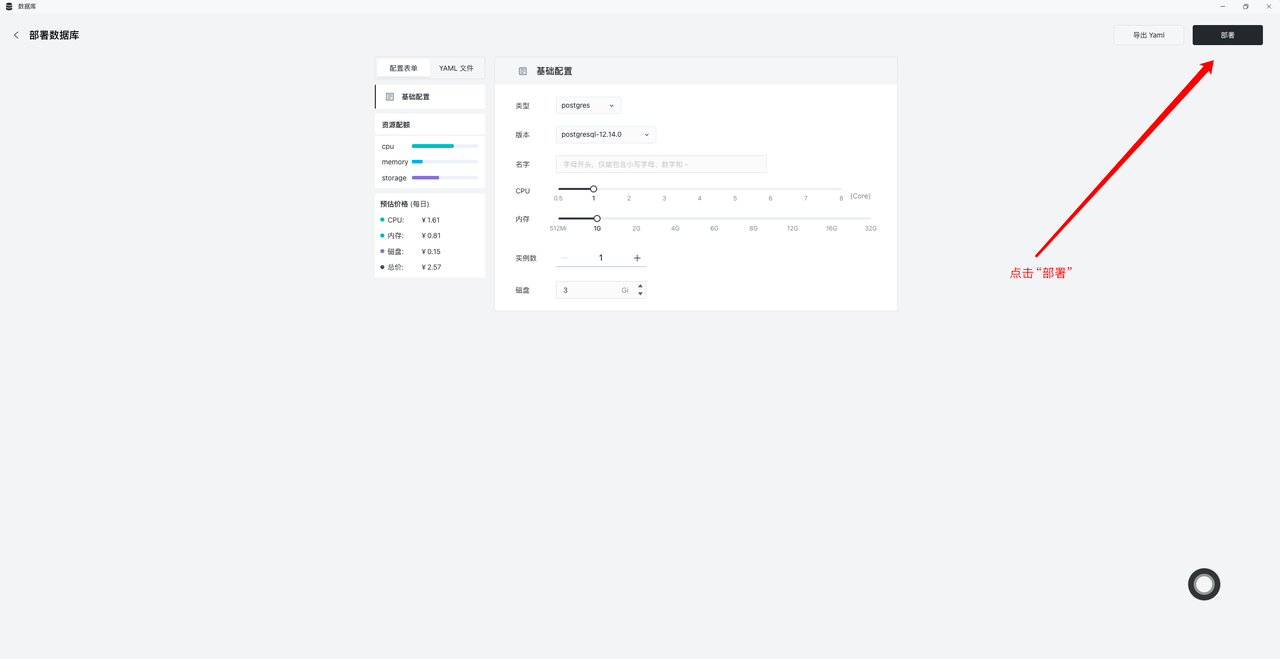 数据库
部署数据库
导出 Yaml
部署
配置表单
YAML 文件
基础配置
资源配额
cpu
memory
storage
预估价格 (每日)
CPU: ¥ 1.61
内存: ¥ 0.81
磁盘: ¥ 0.15
总价: ¥ 2.57
基础配置
类型 postgres
版本 postgresql-12.14.0
名字 字母开头，仅能包含小写字母、数字和 -
CPU
0.5 1 2 3 4 5 6 7 8 (Core)
内存
512Mi 1G 2G 4G 6G 8G 12G 16G 32G
实例数 1
磁盘 3 Gi
点击“部署”